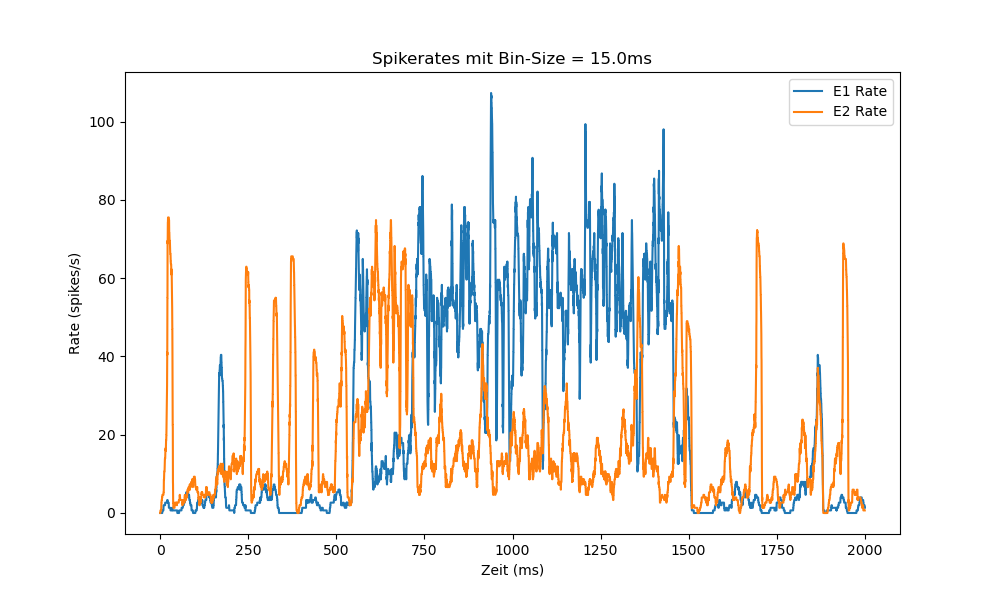 Spikerates mit Bin-Size = 15.0ms
E1 Rate
E2 Rate
Rate (spikes/s)
100
80
60
40
20
0
0 250 500 750 1000 1250 1500 1750 2000
Zeit (ms)